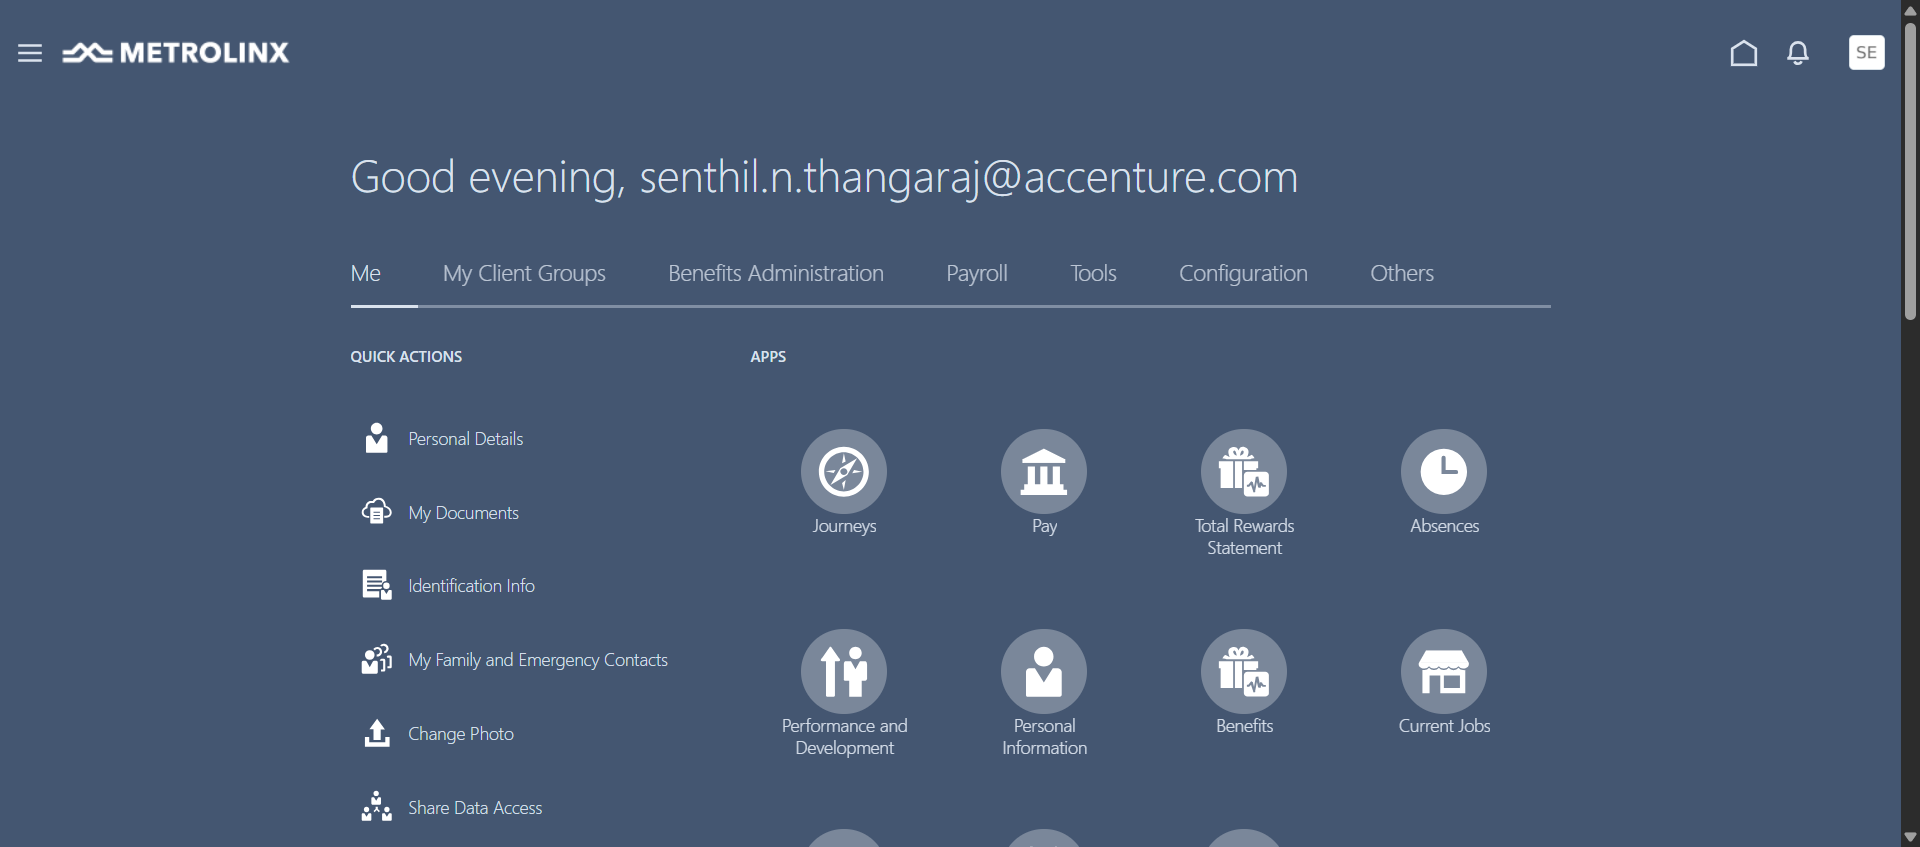 METROLINX
SE
Good evening, senthil.n.thangaraj@accenture.com
Me
My Client Groups
Benefits Administration
Payroll
Tools
Configuration
Others
QUICK ACTIONS
Personal Details
My Documents
Identification Info
My Family and Emergency Contacts
Change Photo
Share Data Access
APPS
Journeys
Pay
Total Rewards
Statement
Absences
Performance and
Development
Personal
Information
Benefits
Current Jobs